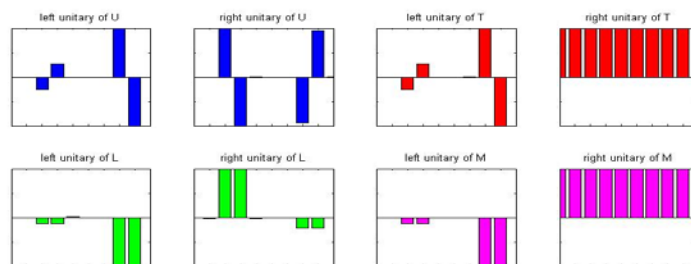 left unitary of U
right unitary of U
left unitary of T
right unitary of T
left unitary of L
right unitary of L
left unitary of M
right unitary of M